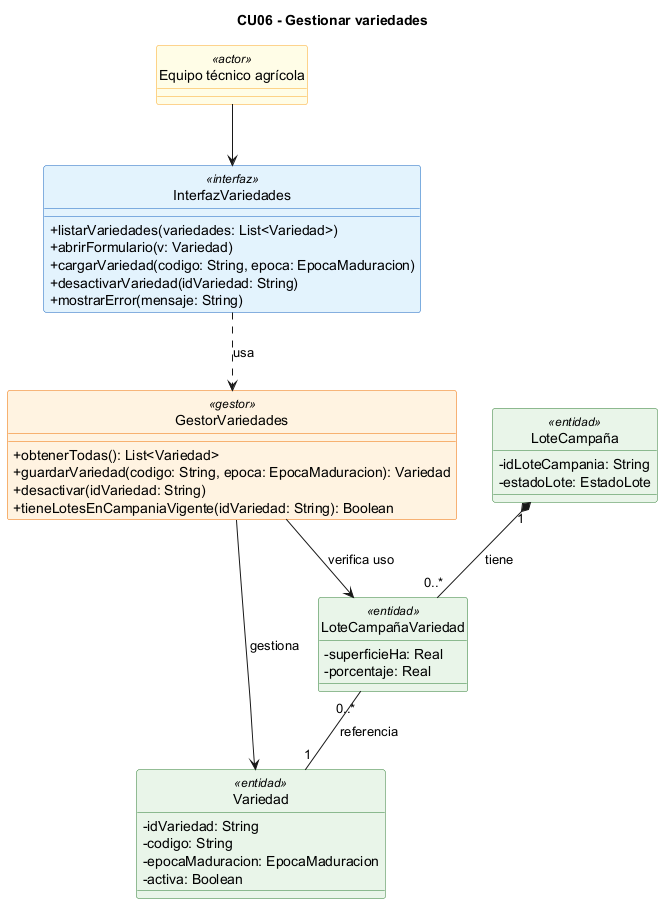 CU06 - Gestionar variedades
«actor»
Equipo técnico agrícola
«interfaz»
InterfazVariedades
+listarVariedades(variedades: List<Variedad>)
+abrirFormulario(v: Variedad)
+cargarVariedad(codigo: String, epoca: EpocaMaduracion)
+desactivarVariedad(idVariedad: String)
+mostrarError(mensaje: String)
usa
«gestor»
GestorVariedades
+obtenerTodas(): List<Variedad>
+guardarVariedad(codigo: String, epoca: EpocaMaduracion): Variedad
+desactivar(idVariedad: String)
+tieneLotesEnCampaniaVigente(idVariedad: String): Boolean
«entidad»
LoteCampaña
-idLoteCampania: String
-estadoLote: EstadoLote
1
verifica uso
tiene
0..*
«entidad»
LoteCampañaVariedad
-superficieHa: Real
-porcentaje: Real
gestiona
0..*
referencia
1
«entidad»
Variedad
-idVariedad: String
-codigo: String
-epocaMaduracion: EpocaMaduracion
-activa: Boolean